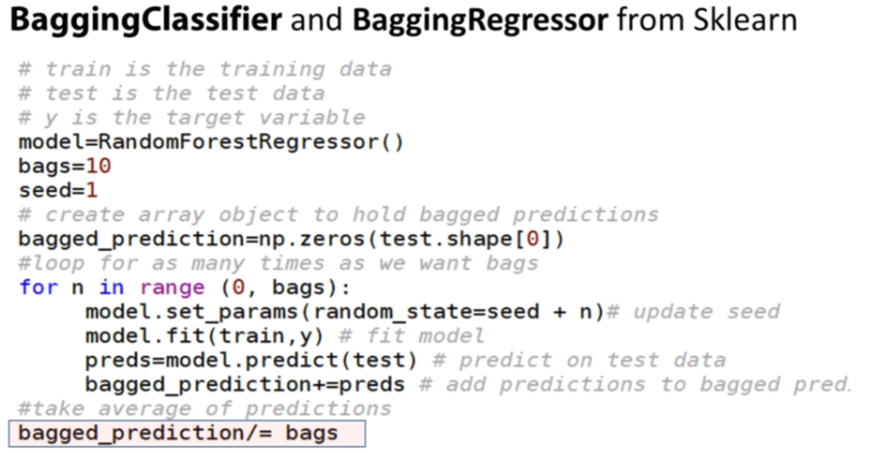 BaggingClassifier and BaggingRegressor from Sklearn
# train is the training data
# test is the test data
# y is the target variable
model=RandomForestRegressor()
bags=10
seed=1
# create array object to hold bagged predictions
bagged_prediction=np.zeros(test.shape[0])
#loop for as many times as we want bags
for n in range (0, bags):
model.set_params(random_state=seed + n)# update seed
model.fit(train,y) # fit model
preds=model.predict(test) # predict on test data
bagged_prediction+=preds # add predictions to bagged pred.
#take average of predictions
bagged_prediction/= bags